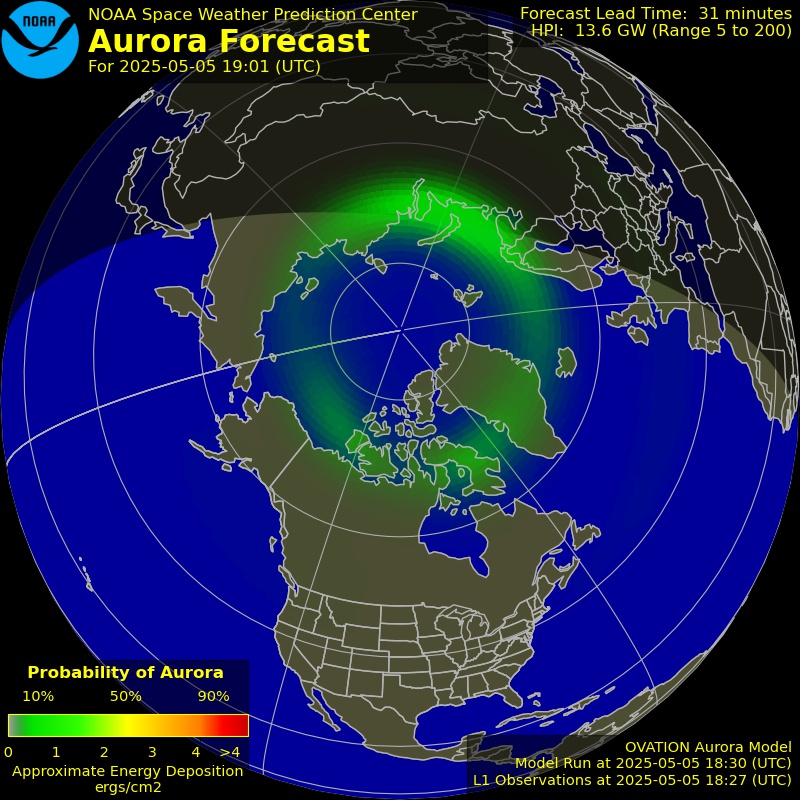 NOAA
NOAA Space Weather Prediction Center
Aurora Forecast
For 2025-05-05 19:01 (UTC)
Forecast Lead Time: 31 minutes
HPI: 13.6 GW (Range 5 to 200)
Probability of Aurora
10% 50% 90%
0 1 2 3 4 >4
Approximate Energy Deposition
ergs/cm2
OVATION Aurora Model
Model Run at 2025-05-05 18:30 (UTC)
L1 Observations at 2025-05-05 18:27 (UTC)